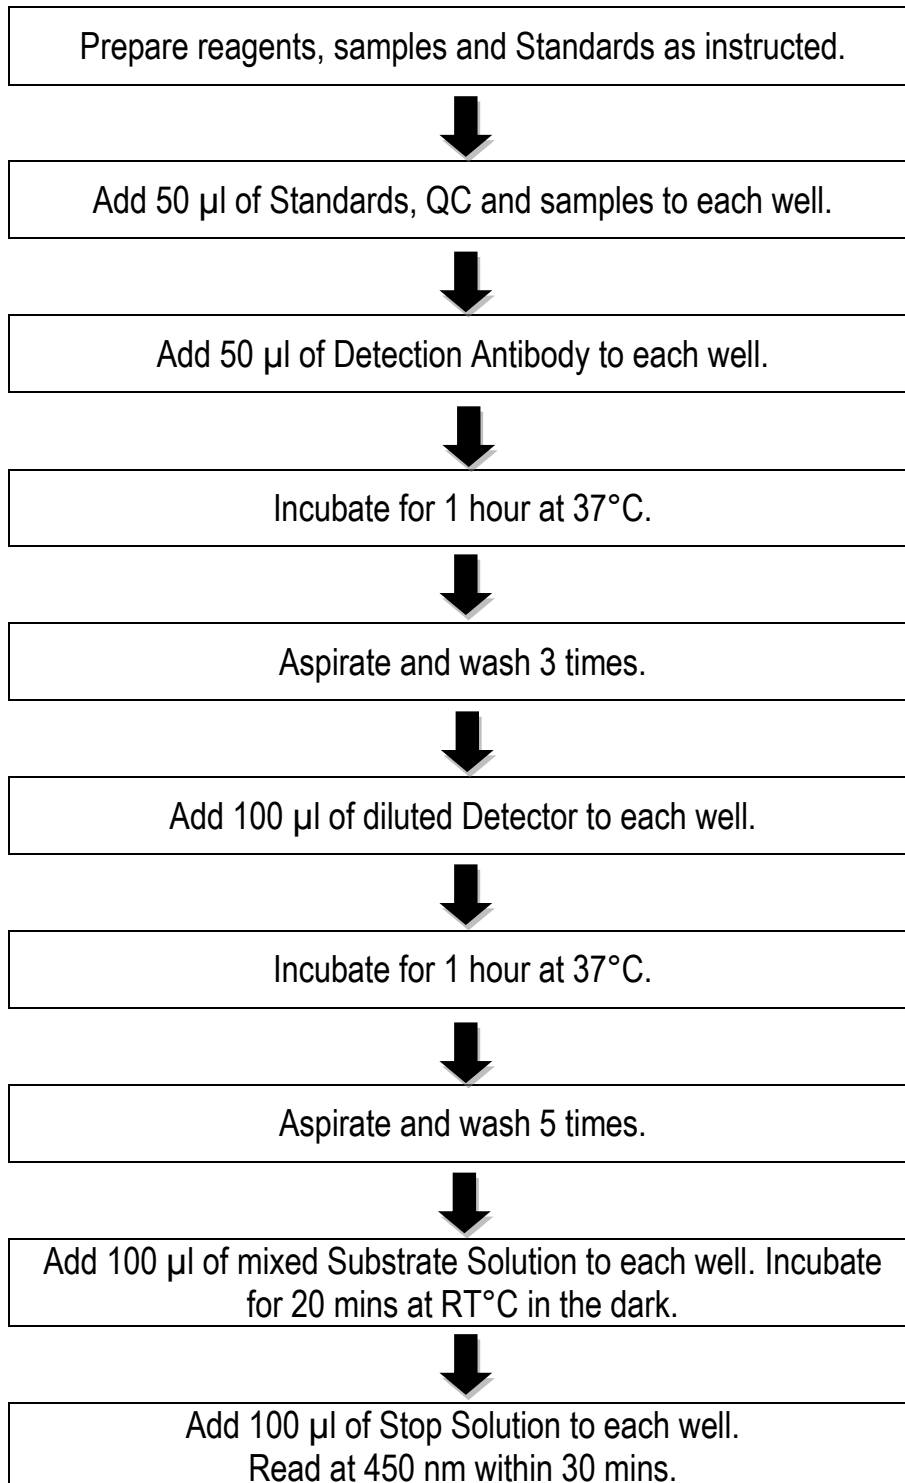 Prepare reagents, samples and Standards as instructed.
Add 50 µl of Standards, QC and samples to each well.
Add 50 µl of Detection Antibody to each well.
Incubate for 1 hour at 37°C.
Aspirate and wash 3 times.
Add 100 µl of diluted Detector to each well.
Incubate for 1 hour at 37°C.
Aspirate and wash 5 times.
Add 100 µl of mixed Substrate Solution to each well. Incubate
for 20 mins at RT°C in the dark.
Add 100 µl of Stop Solution to each well.
Read at 450 nm within 30 mins.